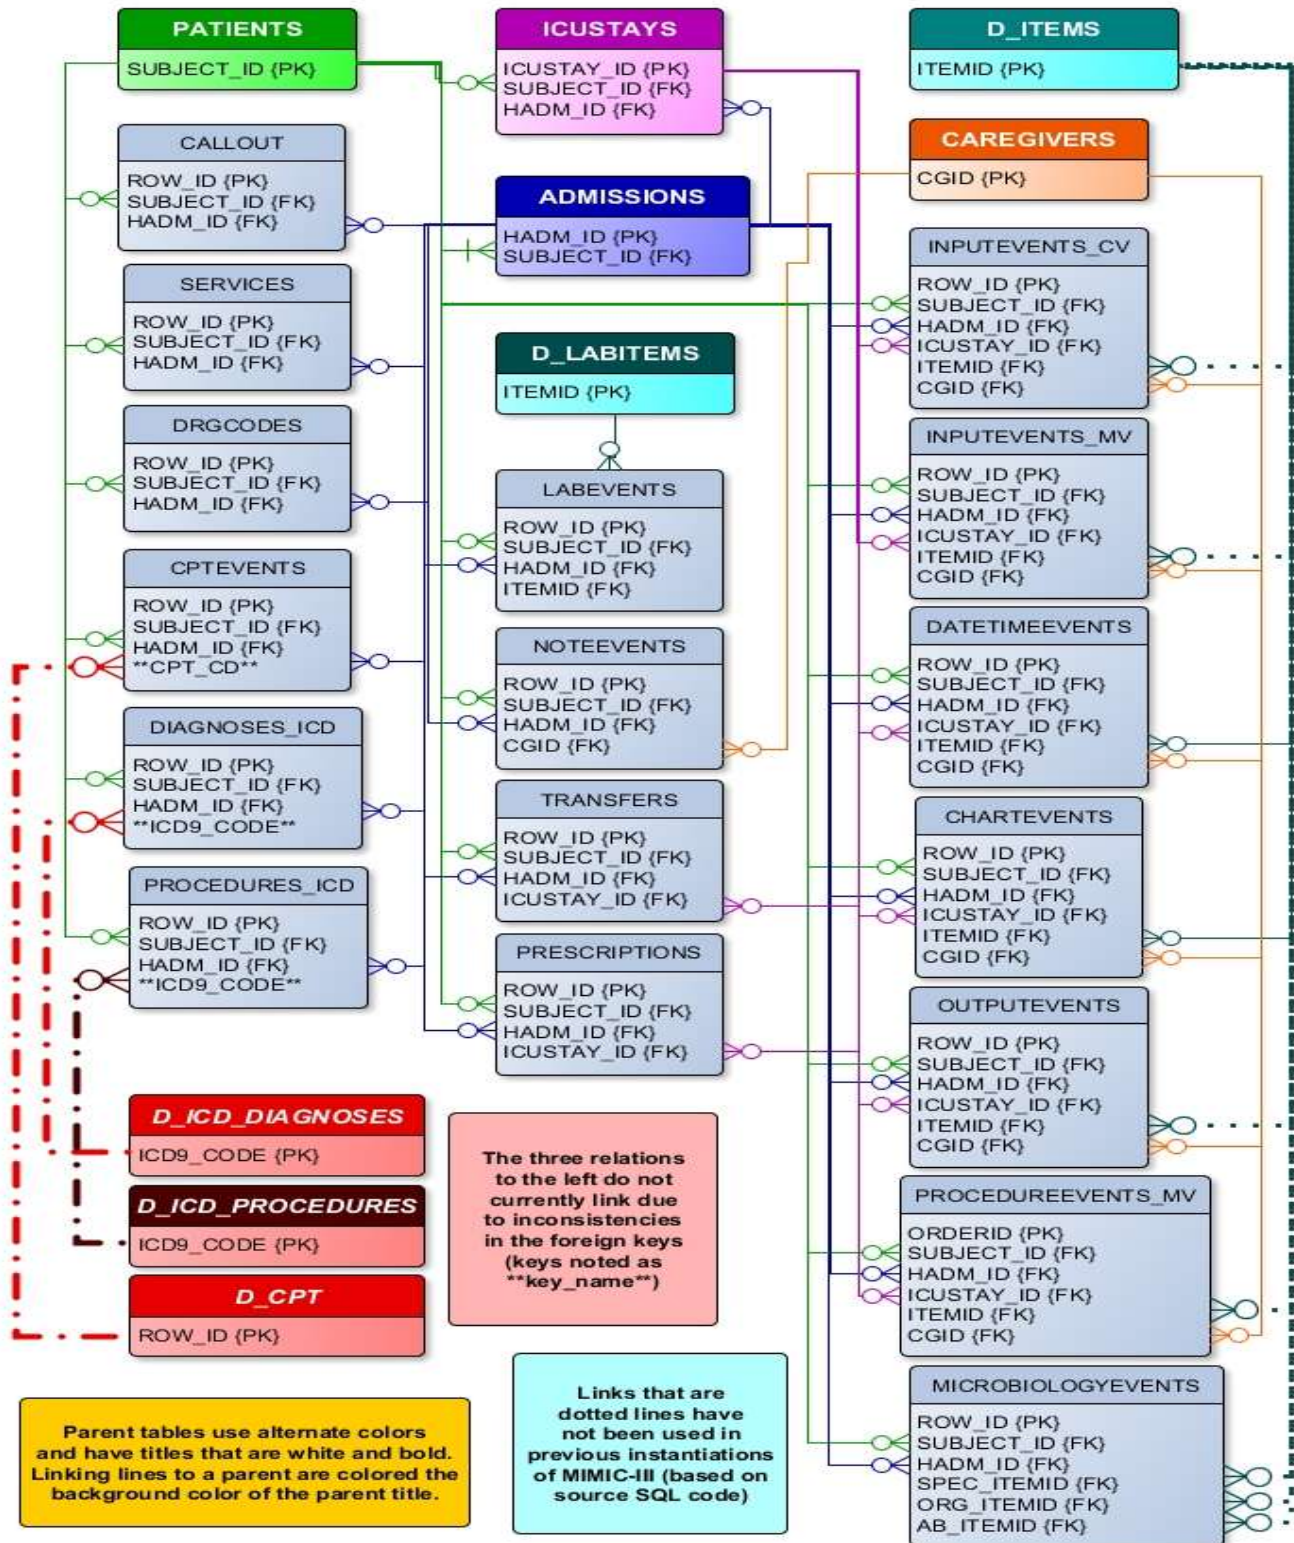 PATIENTS
SUBJECT_ID {PK}
CALLOUT
ROW_ID {PK}
SUBJECT_ID {FK}
HADM_ID {FK}
SERVICES
ROW_ID {PK}
SUBJECT_ID {FK}
HADM_ID {FK}
DRGCODES
ROW_ID {PK}
SUBJECT_ID {FK}
HADM_ID {FK}
CPTEVENTS
ROW_ID {PK}
SUBJECT_ID {FK}
HADM_ID {FK}
**CPT_CD**
DIAGNOSES_ICD
ROW_ID {PK}
SUBJECT_ID {FK}
HADM_ID {FK}
**ICD9_CODE**
PROCEDURES_ICD
ROW_ID {PK}
SUBJECT_ID {FK}
HADM_ID {FK}
**ICD9_CODE**
D_ICD_DIAGNOSES
ICD9_CODE {PK}
D_ICD_PROCEDURES
ICD9_CODE {PK}
D_CPT
ROW_ID {PK}
Parent tables use alternate colors
and have titles that are white and bold.
Linking lines to a parent are colored the
background color of the parent title.
ICUSTAYS
ICUSTAY_ID {PK}
SUBJECT_ID {FK}
HADM_ID {FK}
ADMISSIONS
HADM_ID {PK}
SUBJECT_ID {FK}
D_LABITEMS
ITEMID {PK}
LABEVENTS
ROW_ID {PK}
SUBJECT_ID {FK}
HADM_ID {FK}
ITEMID {FK}
NOTEEVENTS
ROW_ID {PK}
SUBJECT_ID {FK}
HADM_ID {FK}
CGID {FK}
TRANSFERS
ROW_ID {PK}
SUBJECT_ID {FK}
HADM_ID {FK}
ICUSTAY_ID {FK}
PRESCRIPTIONS
ROW_ID {PK}
SUBJECT_ID {FK}
HADM_ID {FK}
ICUSTAY_ID {FK}
The three relations
to the left do not
currently link due
to inconsistencies
in the foreign keys
(keys noted as
**key_name**)
Links that are
dotted lines have
not been used in
previous instantiations
of MIMIC-III (based on
source SQL code)
D_ITEMS
ITEMID {PK}
CAREGIVERS
CGID {PK}
INPUTEVENTS_CV
ROW_ID {PK}
SUBJECT_ID {FK}
HADM_ID {FK}
ICUSTAY_ID {FK}
ITEMID {FK}
CGID {FK}
INPUTEVENTS_MV
ROW_ID {PK}
SUBJECT_ID {FK}
HADM_ID {FK}
ICUSTAY_ID {FK}
ITEMID {FK}
CGID {FK}
DATETIMEEVENTS
ROW_ID {PK}
SUBJECT_ID {FK}
HADM_ID {FK}
ICUSTAY_ID {FK}
ITEMID {FK}
CGID {FK}
CHARTEVENTS
ROW_ID {PK}
SUBJECT_ID {FK}
HADM_ID {FK}
ICUSTAY_ID {FK}
ITEMID {FK}
CGID {FK}
OUTPUTEVENTS
ROW_ID {PK}
SUBJECT_ID {FK}
HADM_ID {FK}
ICUSTAY_ID {FK}
ITEMID {FK}
CGID {FK}
PROCEDUREEVENTS_MV
ORDERID {PK}
SUBJECT_ID {FK}
HADM_ID {FK}
ICUSTAY_ID {FK}
ITEMID {FK}
CGID {FK}
MICROBIOLOGYEVENTS
ROW_ID {PK}
SUBJECT_ID {FK}
HADM_ID {FK}
SPEC_ITEMID {FK}
ORG_ITEMID {FK}
AB_ITEMID {FK}